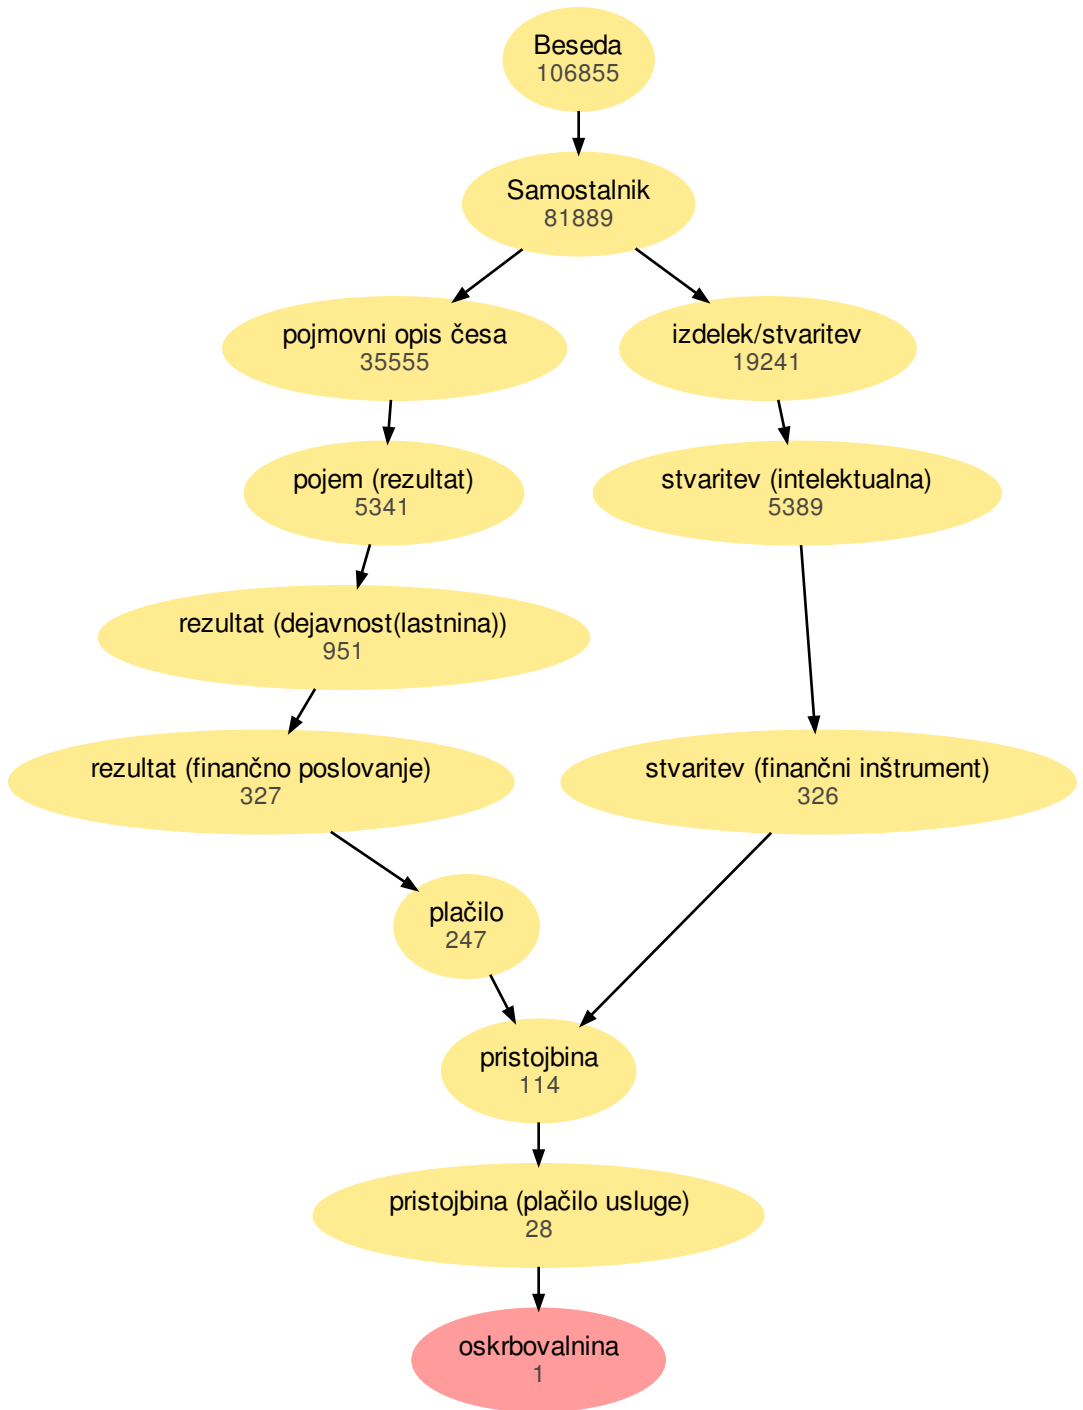 Beseda
106855
Samostalnik
81889
pojmovni opis česa
35555
izdelek/stvaritev
19241
pojem (rezultat)
5341
stvaritev (intelektualna)
5389
rezultat (dejavnost(lastnina))
951
rezultat (finančno poslovanje)
327
stvaritev (finančni inštrument)
326
plačilo
247
pristojbina
114
pristojbina (plačilo usluge)
28
oskrbovalnina
1